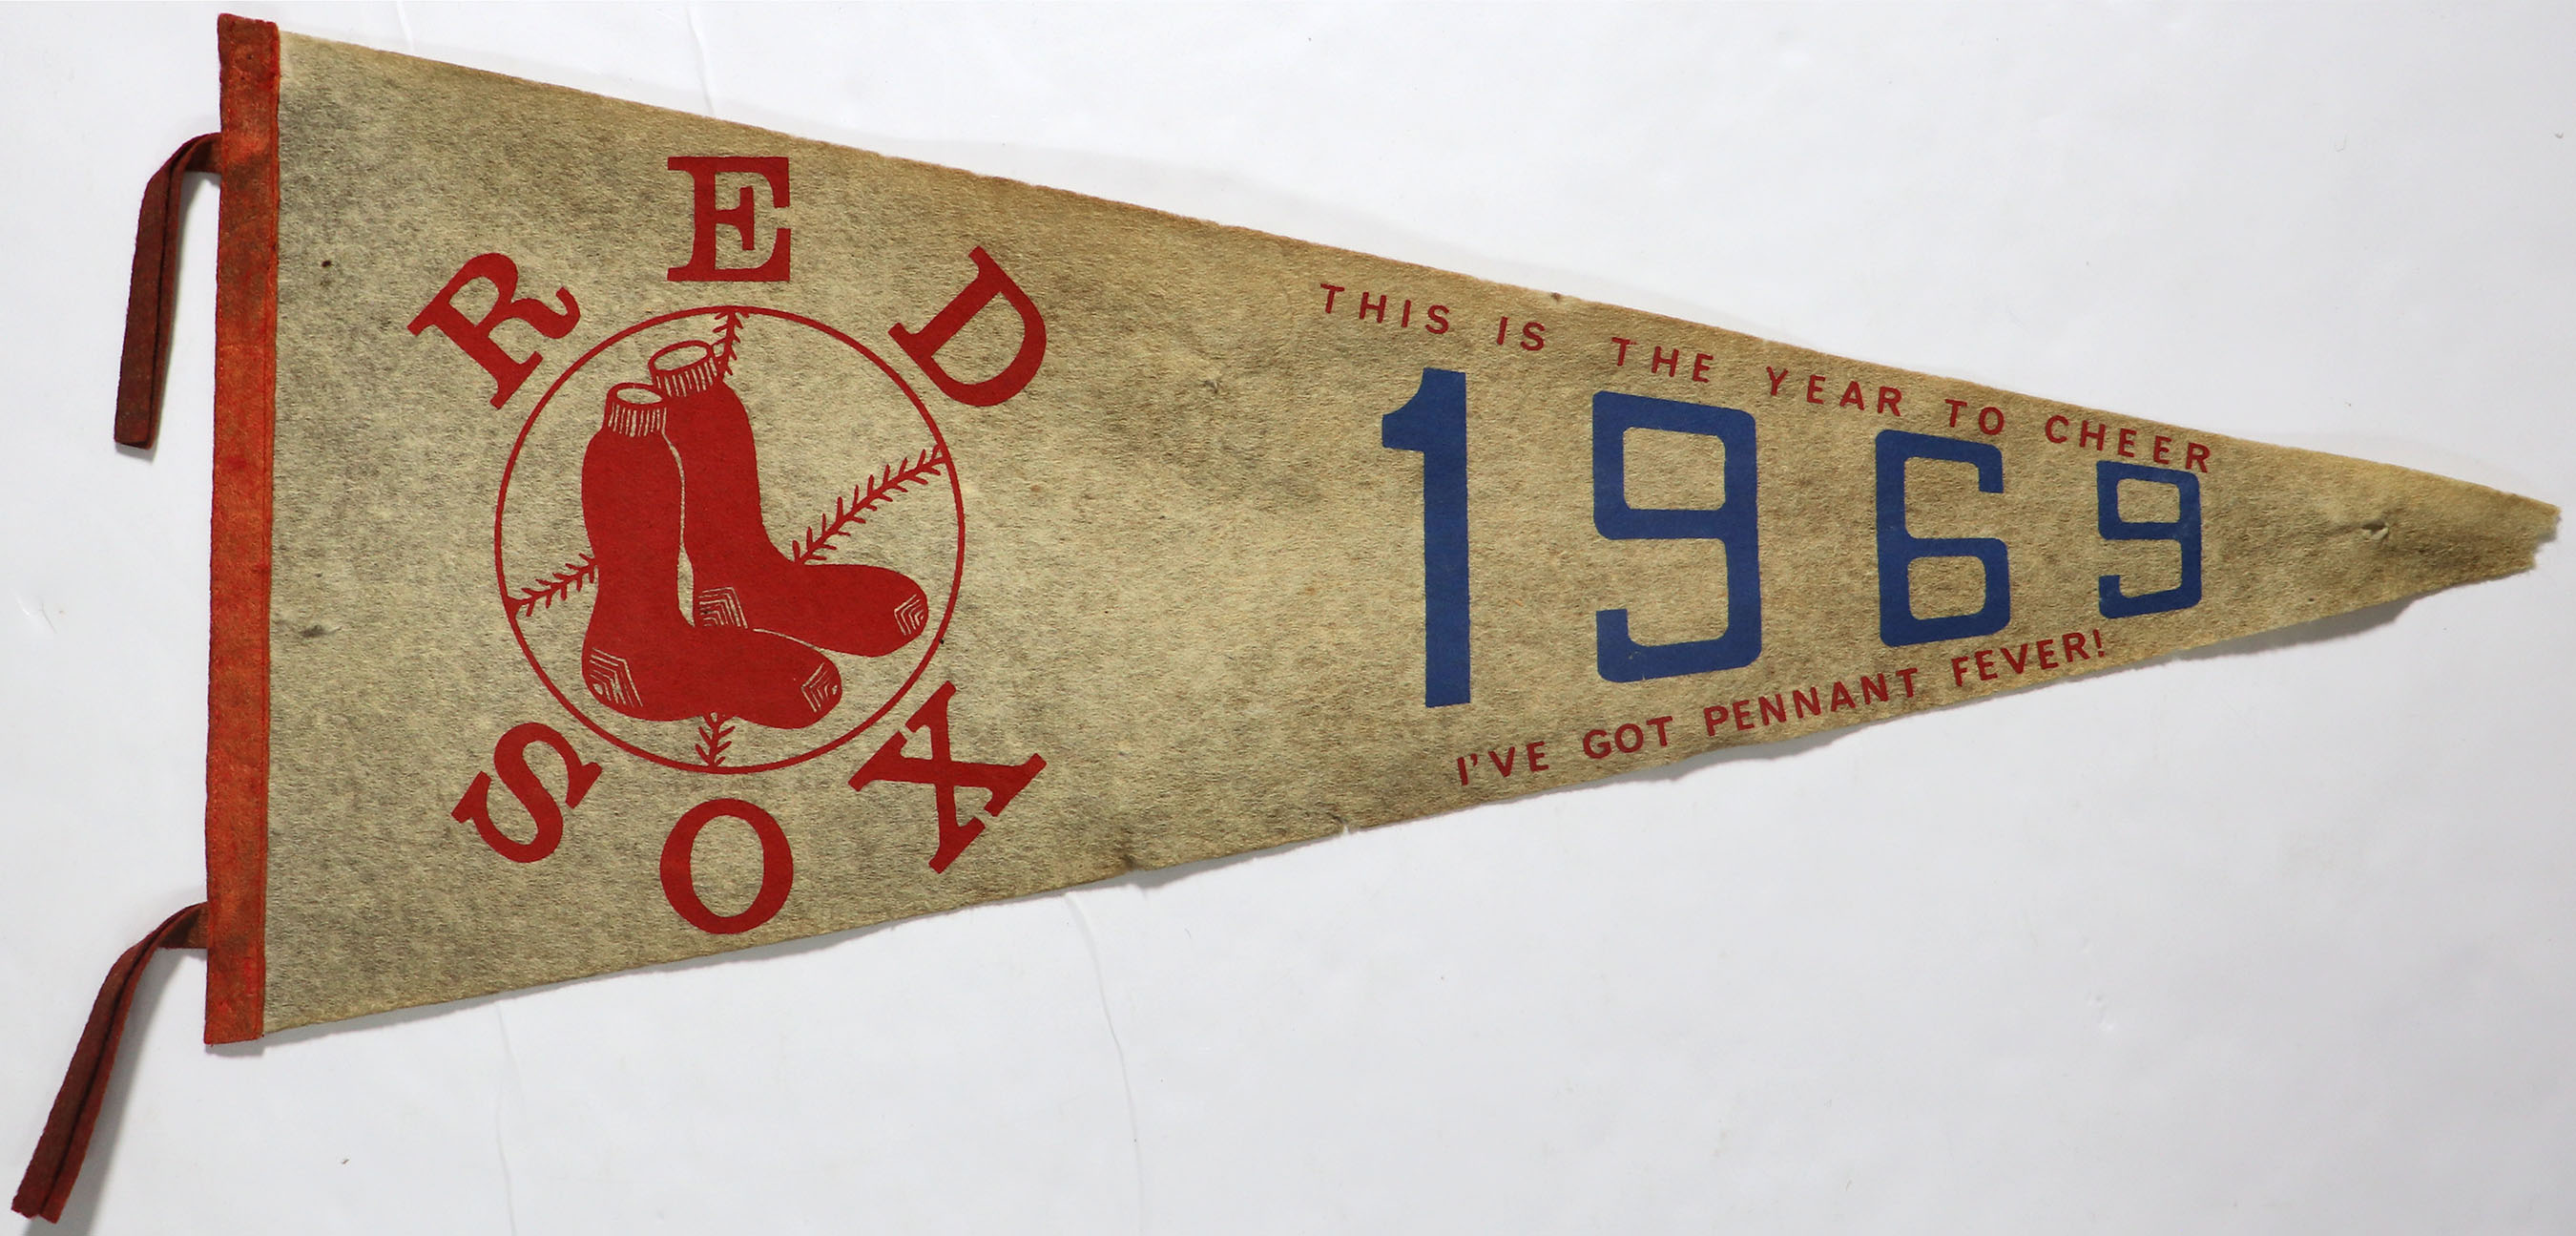 RED
SOX
THIS IS THE YEAR TO CHEER
1969
I'VE GOT PENNANT FEVER!